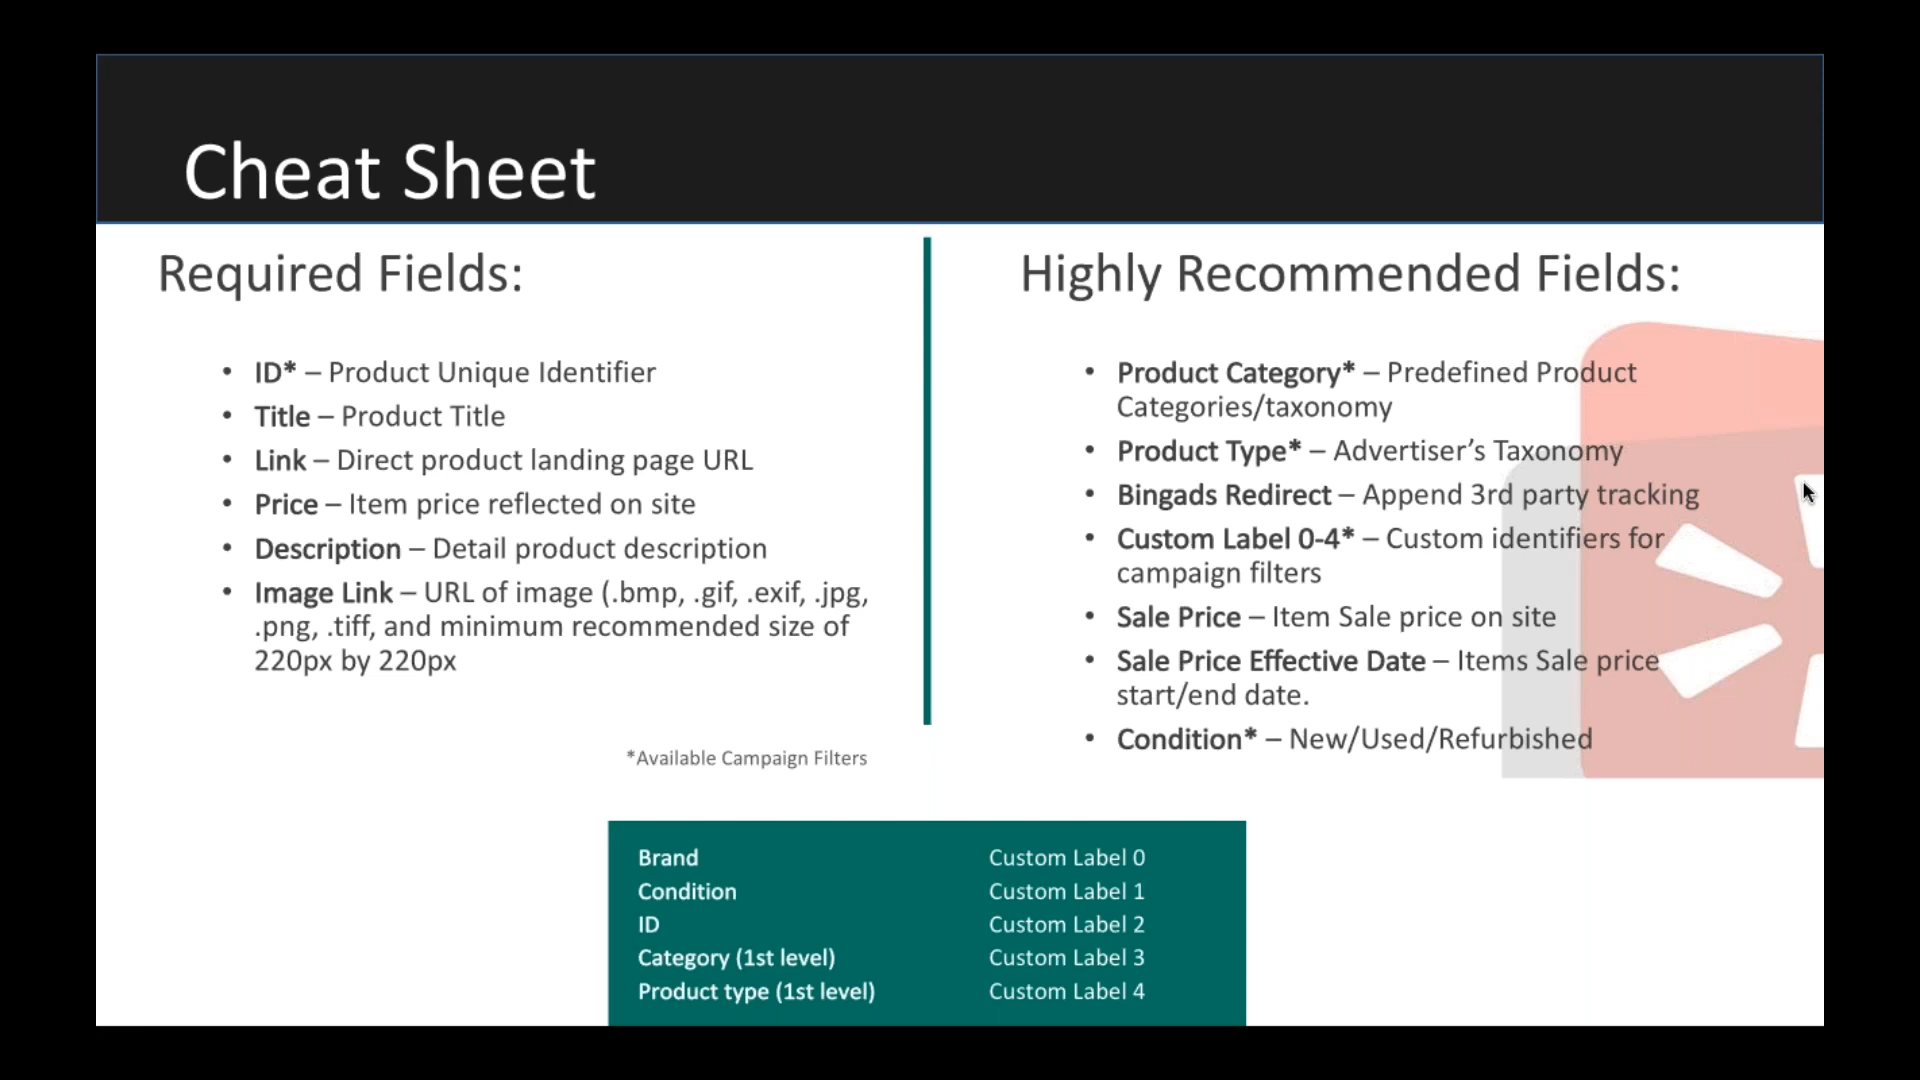 Cheat Sheet
Required Fields:
• ID* – Product Unique Identifier
• Title – Product Title
• Link – Direct product landing page URL
• Price – Item price reflected on site
• Description – Detail product description
• Image Link – URL of image (.bmp, .gif, .exif, .jpg,
.png, .tiff, and minimum recommended size of
220px by 220px
*Available Campaign Filters
Highly Recommended Fields:
• Product Category* – Predefined Product
Categories/taxonomy
• Product Type* – Advertiser’s Taxonomy
• Bingads Redirect – Append 3rd party tracking
• Custom Label 0-4* – Custom identifiers for
campaign filters
• Sale Price – Item Sale price on site
• Sale Price Effective Date – Items Sale price
start/end date.
• Condition* – New/Used/Refurbished
Brand Custom Label 0
Condition Custom Label 1
ID Custom Label 2
Category (1st level) Custom Label 3
Product type (1st level) Custom Label 4